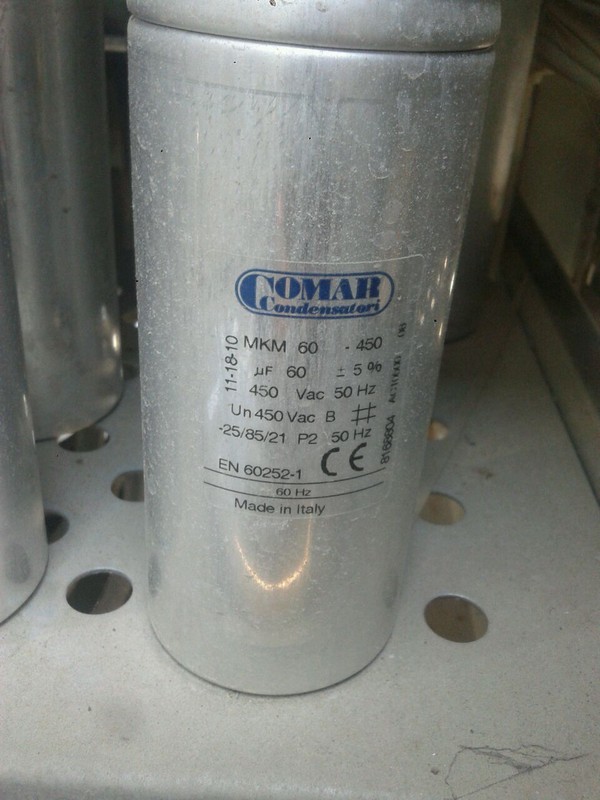 COMAR
Condensatori
11-18-10
MKM 60 - 450
µF 60 ± 5 %
450 Vac 50 Hz
Un 450 Vac B #
-25/85/21 P2 50 Hz
EN 60252-1 CE
60 Hz
Made in Italy
8168804